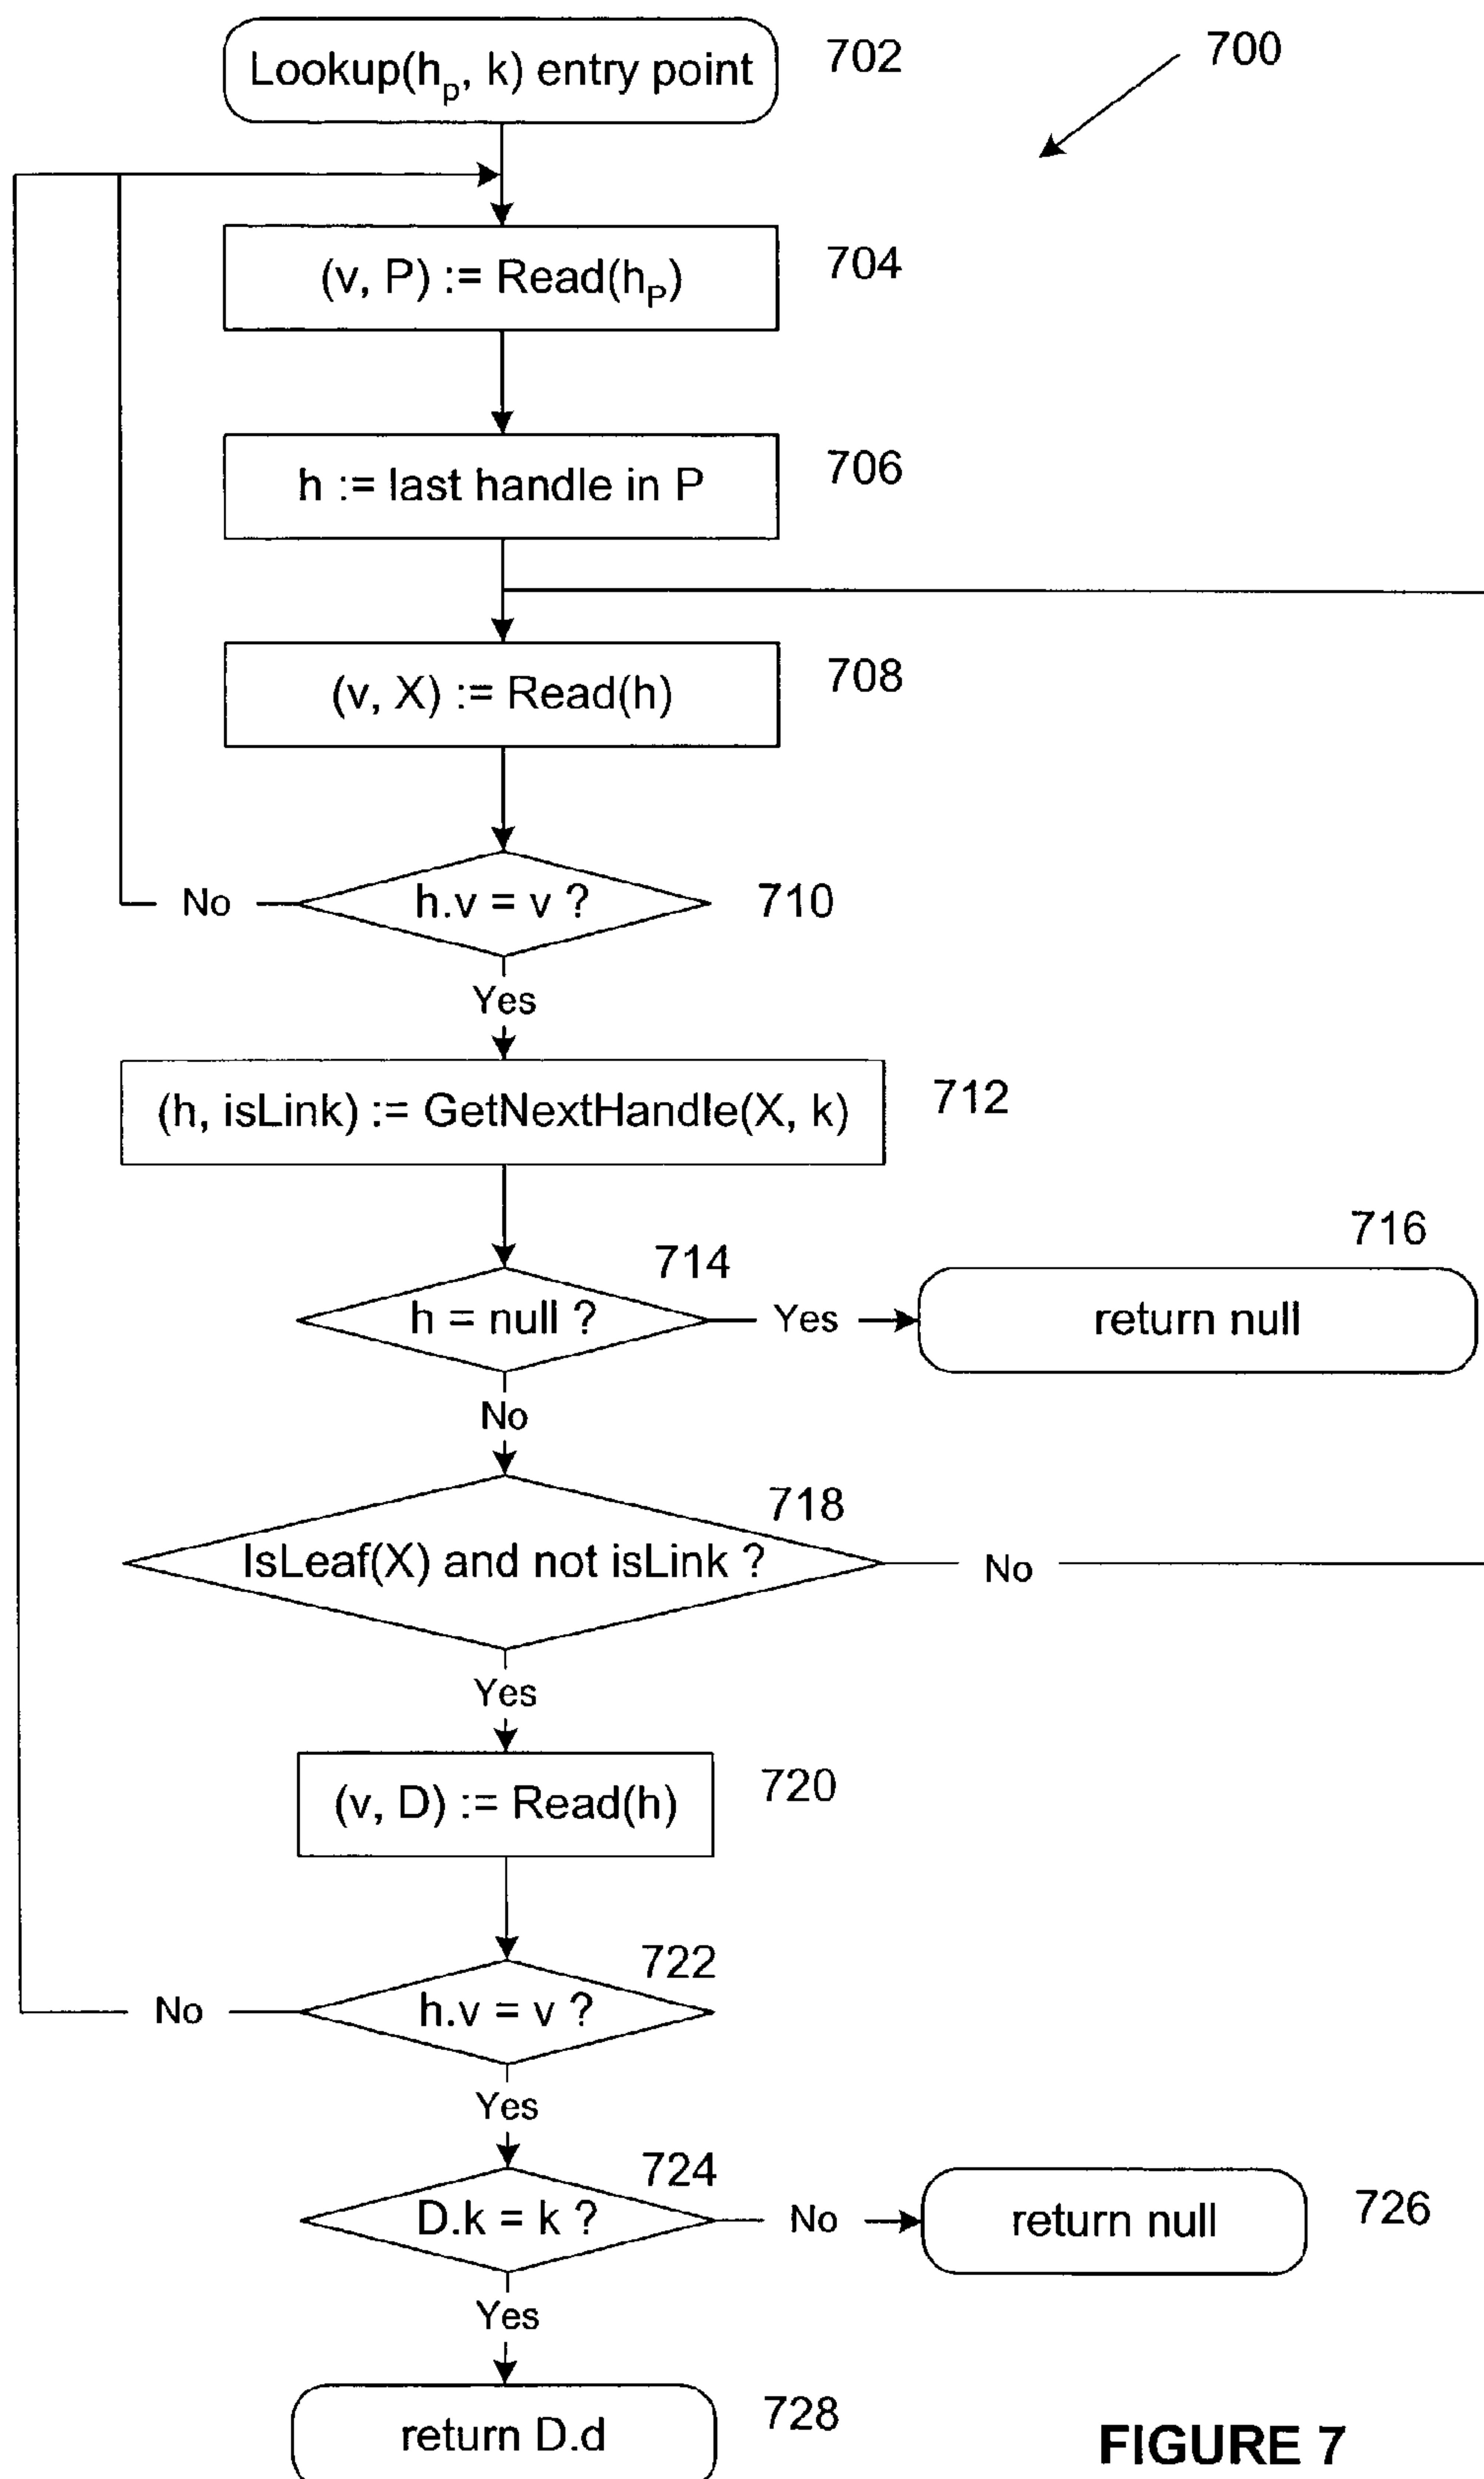 Lookup(hp, k) entry point
702
700
(v, P) := Read(hP)
704
h := last handle in P
706
(v, X) := Read(h)
708
No
h.v = v ?
710
Yes
(h, isLink) := GetNextHandle(X, k)
712
714
716
h = null ?
Yes
return null
No
718
IsLeaf(X) and not isLink ?
No
Yes
(v, D) := Read(h)
720
722
No
h.v = v ?
Yes
724
D.k = k ?
No
return null
726
Yes
return D.d
728
FIGURE 7